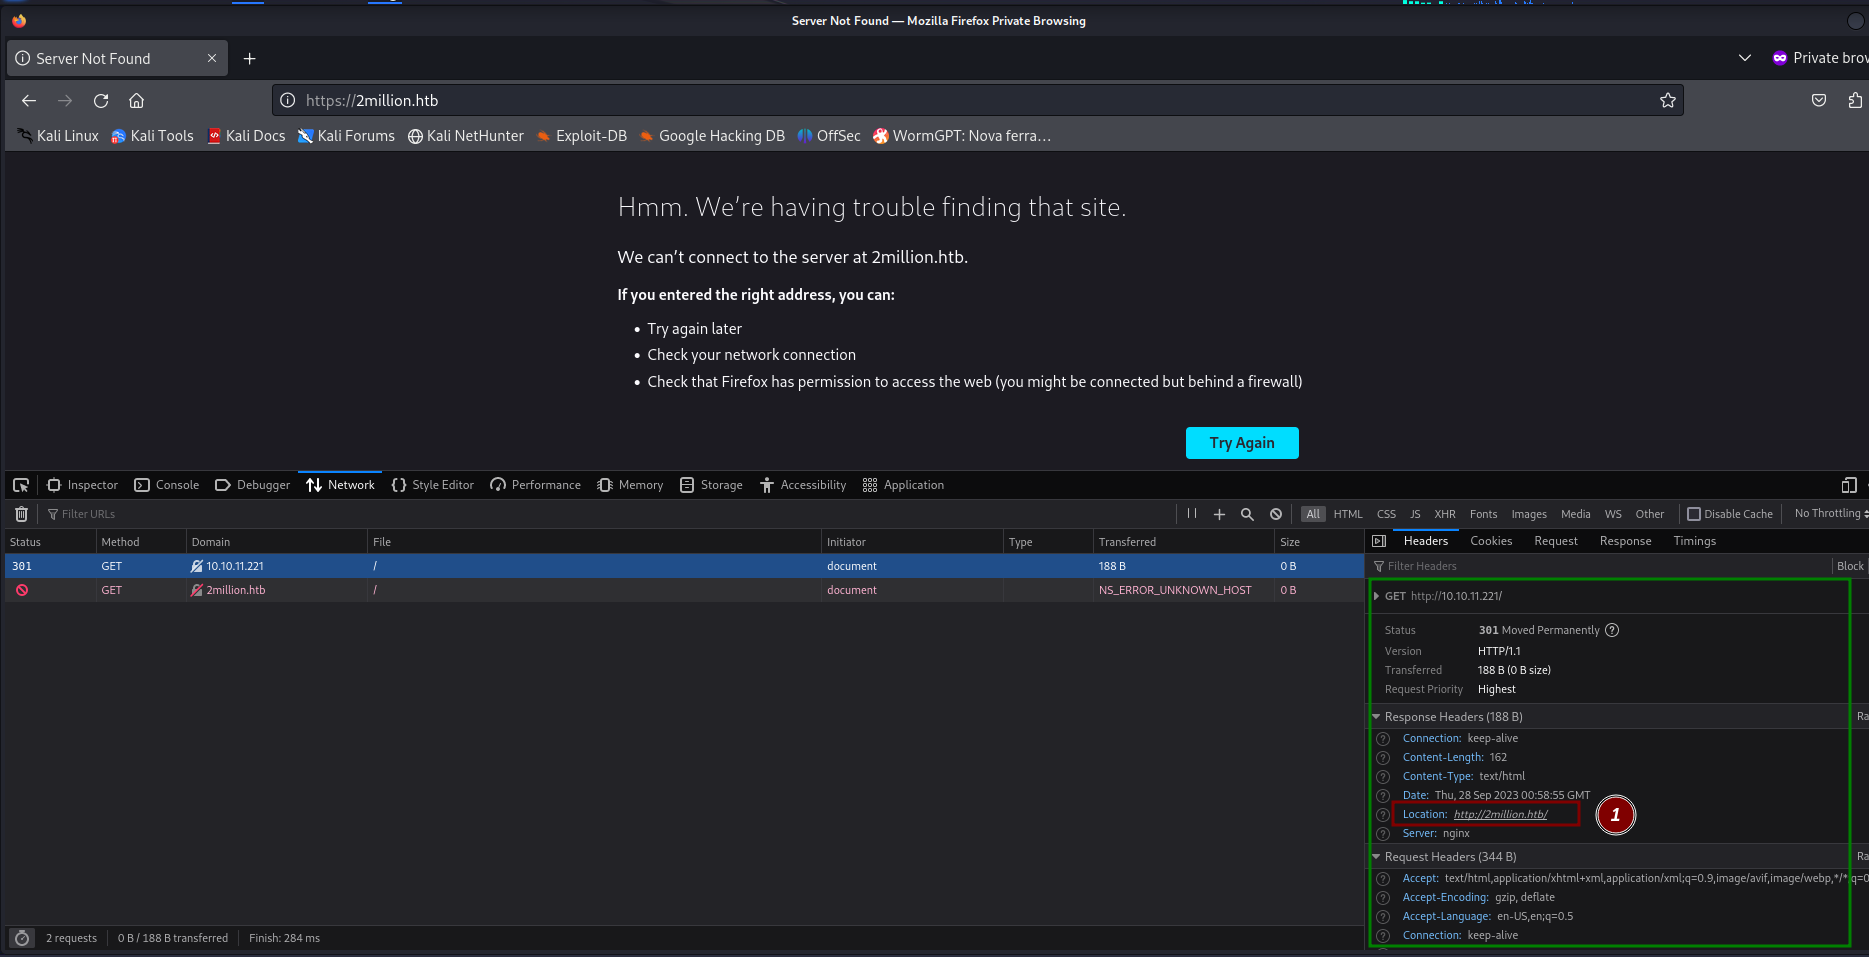 Server Not Found — Mozilla Firefox Private Browsing
Server Not Found
Private brow
https://2million.htb
Kali Linux Kali Tools Kali Docs Kali Forums Kali NetHunter Exploit-DB Google Hacking DB OffSec WormGPT: Nova ferra…
Hmm. We're having trouble finding that site.
We can't connect to the server at 2million.htb.
If you entered the right address, you can:
• Try again later
• Check your network connection
• Check that Firefox has permission to access the web (you might be connected but behind a firewall)
Try Again
Inspector Console Debugger Network Style Editor Performance Memory Storage Accessibility Application
Filter URLs All HTML CSS JS XHR Fonts Images Media WS Other Disable Cache No Throttling
Status Method Domain File Initiator Type Transferred Size
301 GET 10.10.11.221 / document 188 B 0 B
GET 2million.htb / document NS_ERROR_UNKNOWN_HOST 0 B
Headers Cookies Request Response Timings
Filter Headers Block
GET http://10.10.11.221/
Status 301 Moved Permanently ?
Version HTTP/1.1
Transferred 188 B (0 B size)
Request Priority Highest
Response Headers (188 B) Ra
? Connection: keep-alive
? Content-Length: 162
? Content-Type: text/html
? Date: Thu, 28 Sep 2023 00:58:55 GMT
? Location: http://2million.htb/
1
? Server: nginx
Request Headers (344 B) Ra
? Accept: text/html,application/xhtml+xml,application/xml;q=0.9,image/avif,image/webp,*/*;q=0
? Accept-Encoding: gzip, deflate
? Accept-Language: en-US,en;q=0.5
? Connection: keep-alive
2 requests 0 B / 188 B transferred Finish: 284 ms